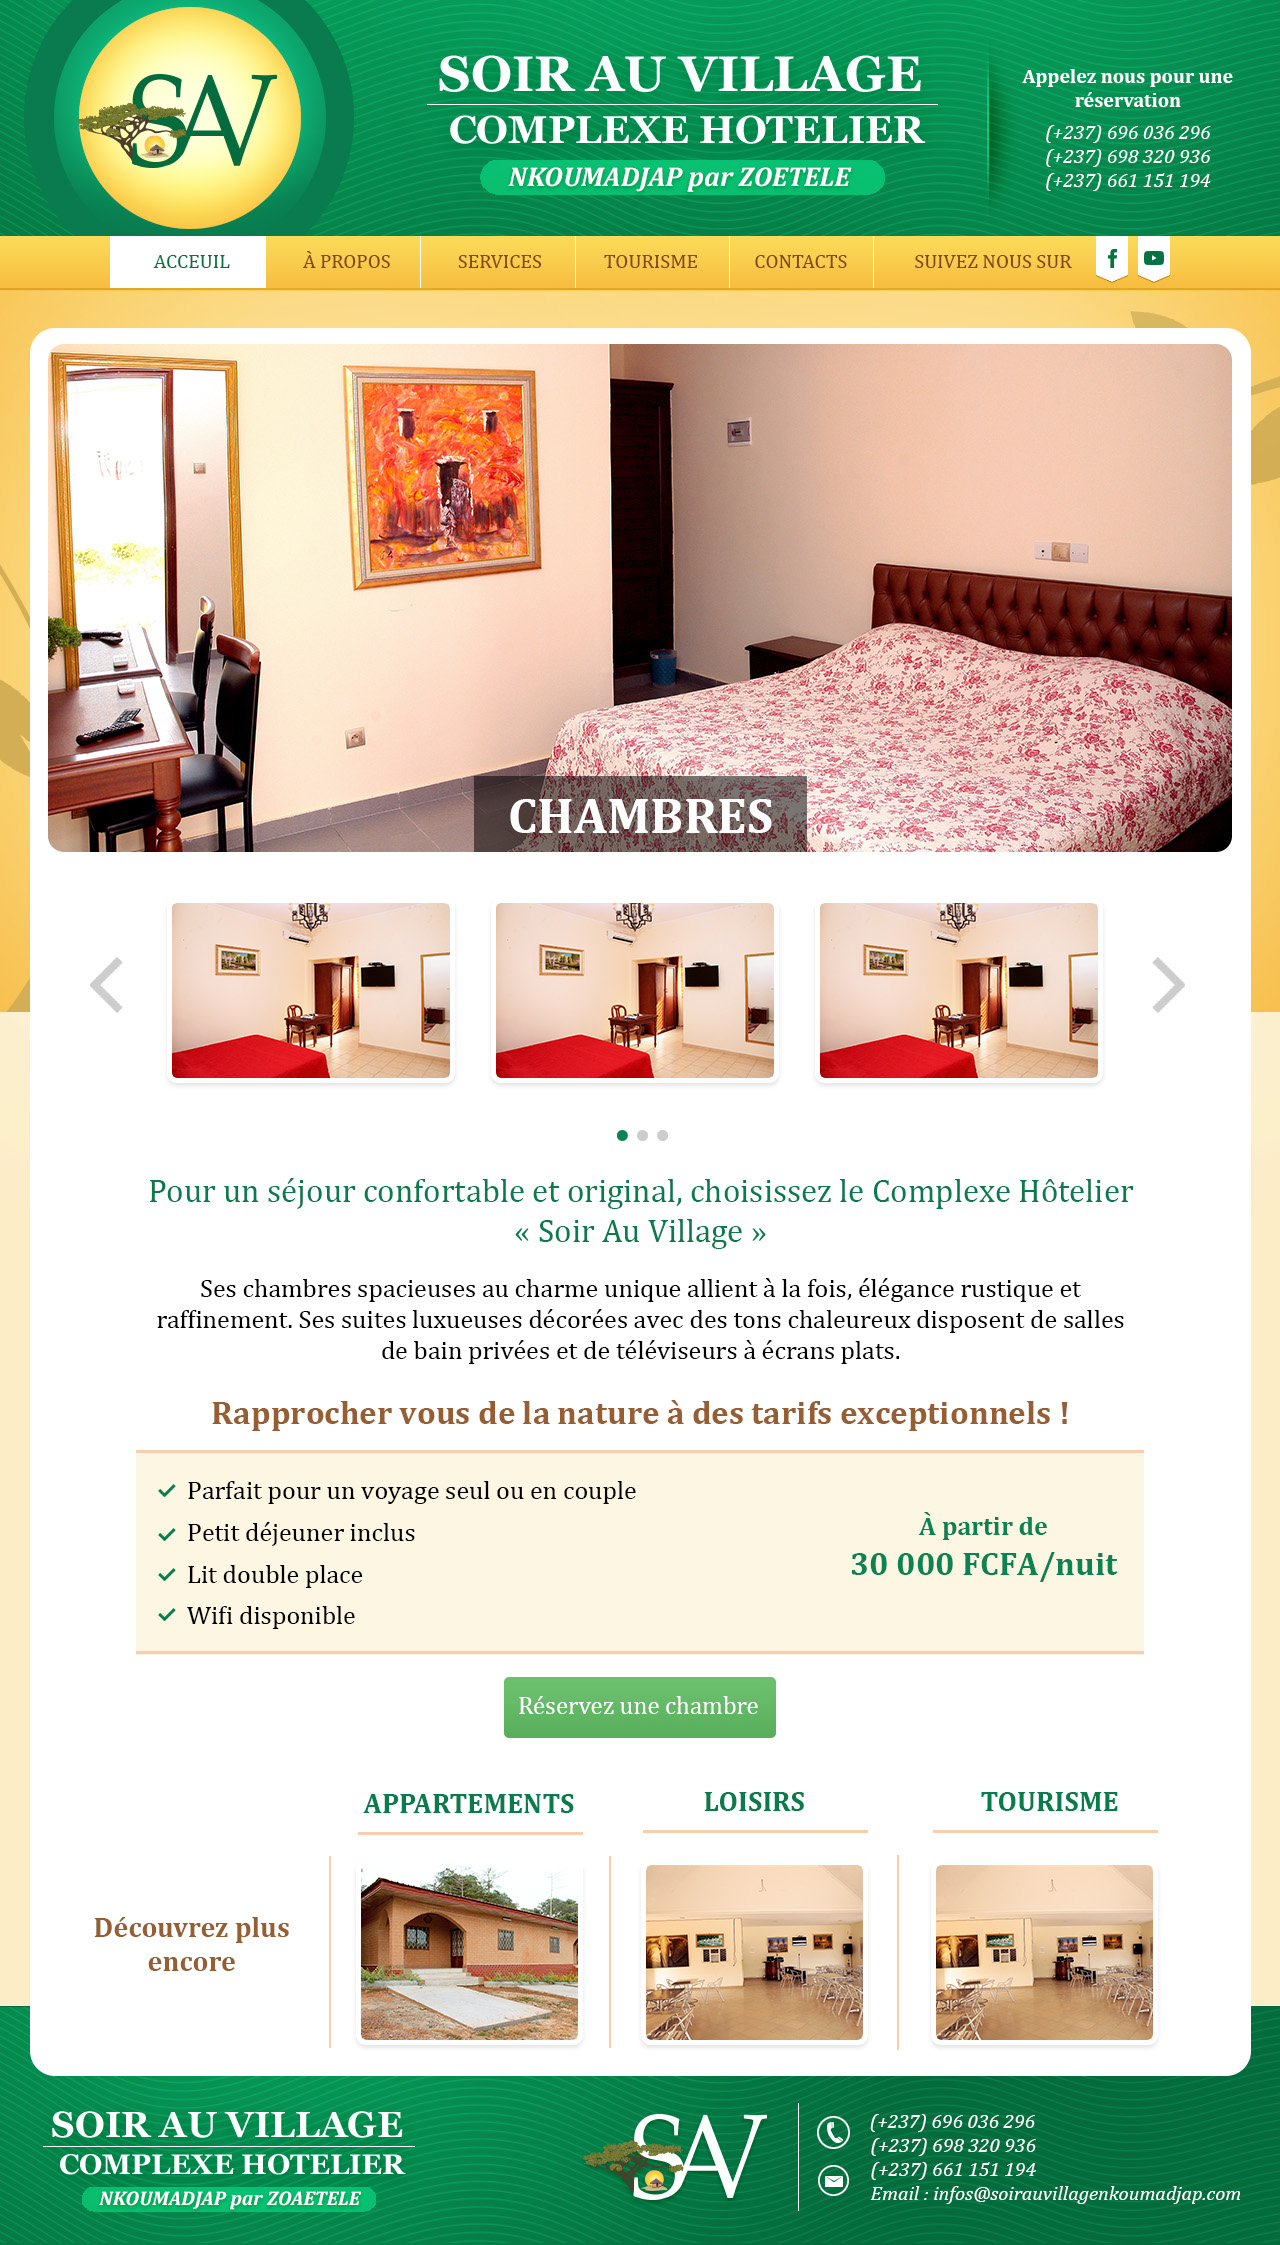 SAV
SOIR AU VILLAGE
COMPLEXE HOTELIER
NKOUMADJAP par ZOETELE
Appelez nous pour une
réservation
(+237) 696 036 296
(+237) 698 320 936
(+237) 661 151 194
ACCEUIL
À PROPOS
SERVICES
TOURISME
CONTACTS
SUIVEZ NOUS SUR
CHAMBRES
Pour un séjour confortable et original, choisissez le Complexe Hôtelier
« Soir Au Village »
Ses chambres spacieuses au charme unique allient à la fois, élégance rustique et
raffinement. Ses suites luxueuses décorées avec des tons chaleureux disposent de salles
de bain privées et de téléviseurs à écrans plats.
Rapprocher vous de la nature à des tarifs exceptionnels !
Parfait pour un voyage seul ou en couple
Petit déjeuner inclus
Lit double place
Wifi disponible
À partir de
30 000 FCFA/nuit
Réservez une chambre
Découvrez plus
encore
APPARTEMENTS
LOISIRS
TOURISME
SOIR AU VILLAGE
COMPLEXE HOTELIER
NKOUMADJAP par ZOAETELE
SAV
(+237) 696 036 296
(+237) 698 320 936
(+237) 661 151 194
Email : infos@soirauvillagenkoumadjap.com